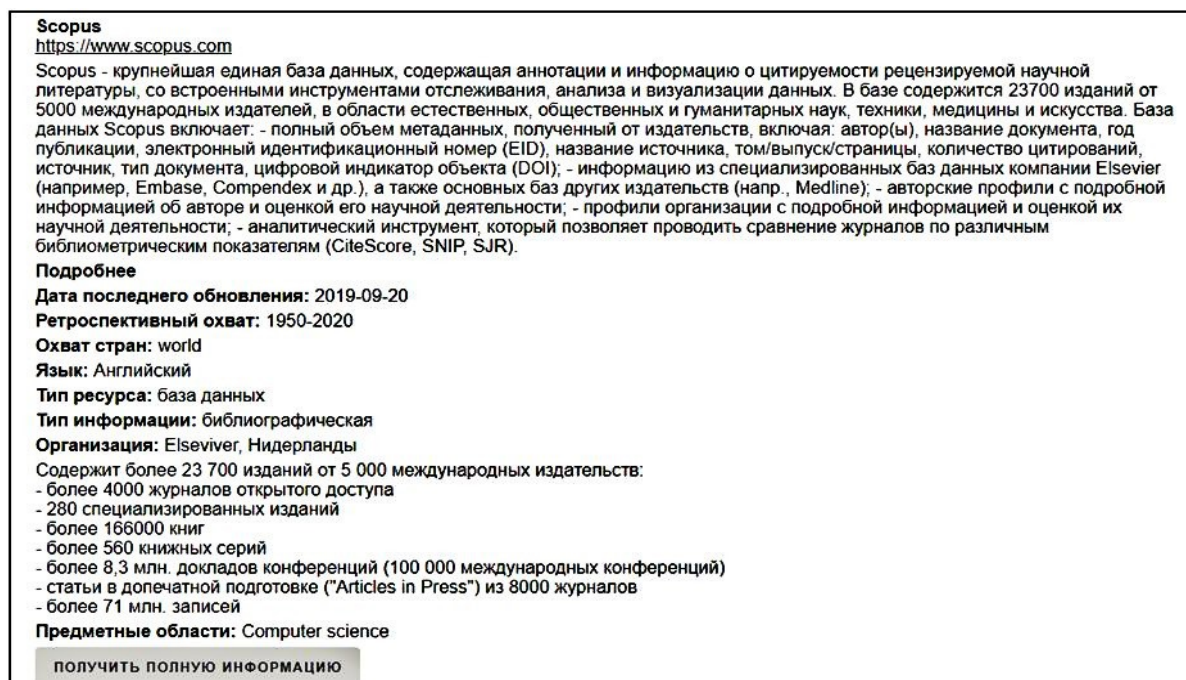 Scopus
https://www.scopus.com
Scopus - крупнейшая единая база данных, содержащая аннотации и информацию о цитируемости рецензируемой научной
литературы, со встроенными инструментами отслеживания, анализа и визуализации данных. В базе содержится 23700 изданий от
5000 международных издателей, в области естественных, общественных и гуманитарных наук, техники, медицины и искусства. База
данных Scopus включает: - полный объем метаданных, полученный от издательств, включая: автор(ы), название документа, год
публикации, электронный идентификационный номер (EID), название источника, том/выпуск/страницы, количество цитирований,
источник, тип документа, цифровой индикатор объекта (DOI); - информацию из специализированных баз данных компании Elsevier
(например, Embase, Compendex и др.), а также основных баз других издательств (напр., Medline); - авторские профили с подробной
информацией об авторе и оценкой его научной деятельности; - профили организации с подробной информацией и оценкой их
научной деятельности; - аналитический инструмент, который позволяет проводить сравнение журналов по различным
библиометрическим показателям (CiteScore, SNIP, SJR).
Подробнее
Дата последнего обновления: 2019-09-20
Ретроспективный охват: 1950-2020
Охват стран: world
Язык: Английский
Тип ресурса: база данных
Тип информации: библиографическая
Организация: Elseviver, Нидерланды
Содержит более 23 700 изданий от 5 000 международных издательств:
- более 4000 журналов открытого доступа
- 280 специализированных изданий
- более 166000 книг
- более 560 книжных серий
- более 8,3 млн. докладов конференций (100 000 международных конференций)
- статьи в допечатной подготовке ("Articles in Press") из 8000 журналов
- более 71 млн. записей
Предметные области: Computer science
ПОЛУЧИТЬ ПОЛНУЮ ИНФОРМАЦИЮ